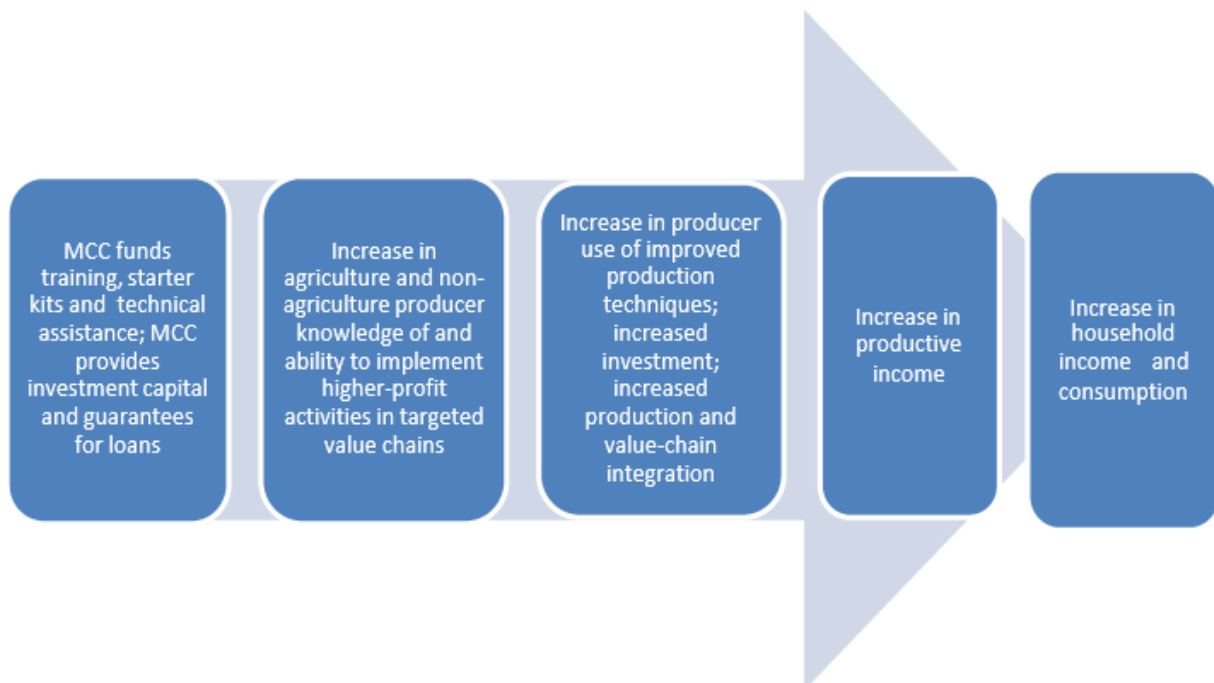 MCC funds
training, starter
kits and technical
assistance; MCC
provides
investment capital
and guarantees
for loans
Increase in
agriculture and non-
agriculture producer
knowledge of and
ability to implement
higher-profit
activities in targeted
value chains
Increase in producer
use of improved
production
techniques;
increased
investment;
increased
production and
value-chain
integration
Increase in
productive
income
Increase in
household
income and
consumption